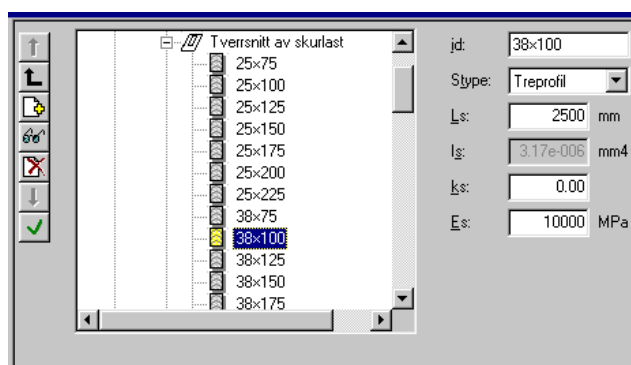 Tverrsnitt av skurlast
25×75
25×100
25×125
25×150
25×175
25×200
25×225
38×75
38×100
38×125
38×150
38×175
id: 38×100
Stype: Treprofil
Ls: 2500 mm
Is: 3.17e-006 mm4
ks: 0.00
Es: 10000 MPa